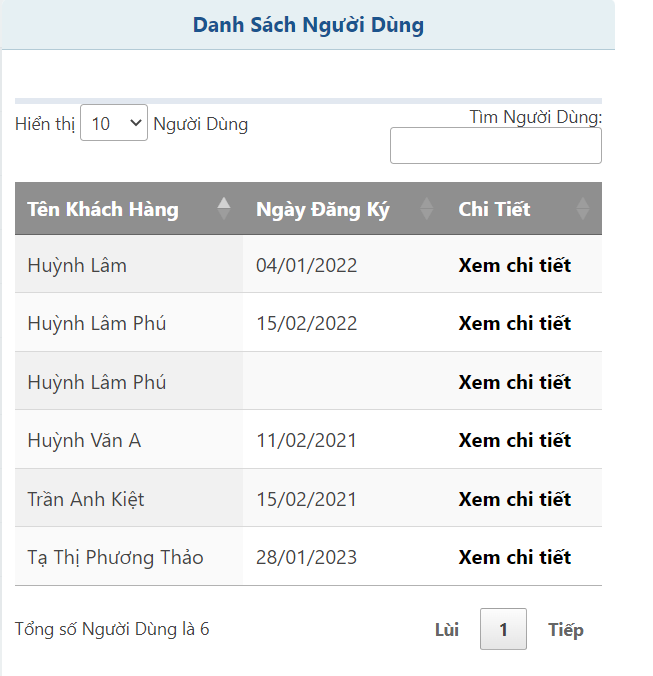 Danh Sách Người Dùng
Hiển thị 10 Người Dùng
Tìm Người Dùng:
Tên Khách Hàng Ngày Đăng Ký Chi Tiết
Huỳnh Lâm 04/01/2022 Xem chi tiết
Huỳnh Lâm Phú 15/02/2022 Xem chi tiết
Huỳnh Lâm Phú Xem chi tiết
Huỳnh Văn A 11/02/2021 Xem chi tiết
Trần Anh Kiệt 15/02/2021 Xem chi tiết
Tạ Thị Phương Thảo 28/01/2023 Xem chi tiết
Tổng số Người Dùng là 6 Lùi 1 Tiếp